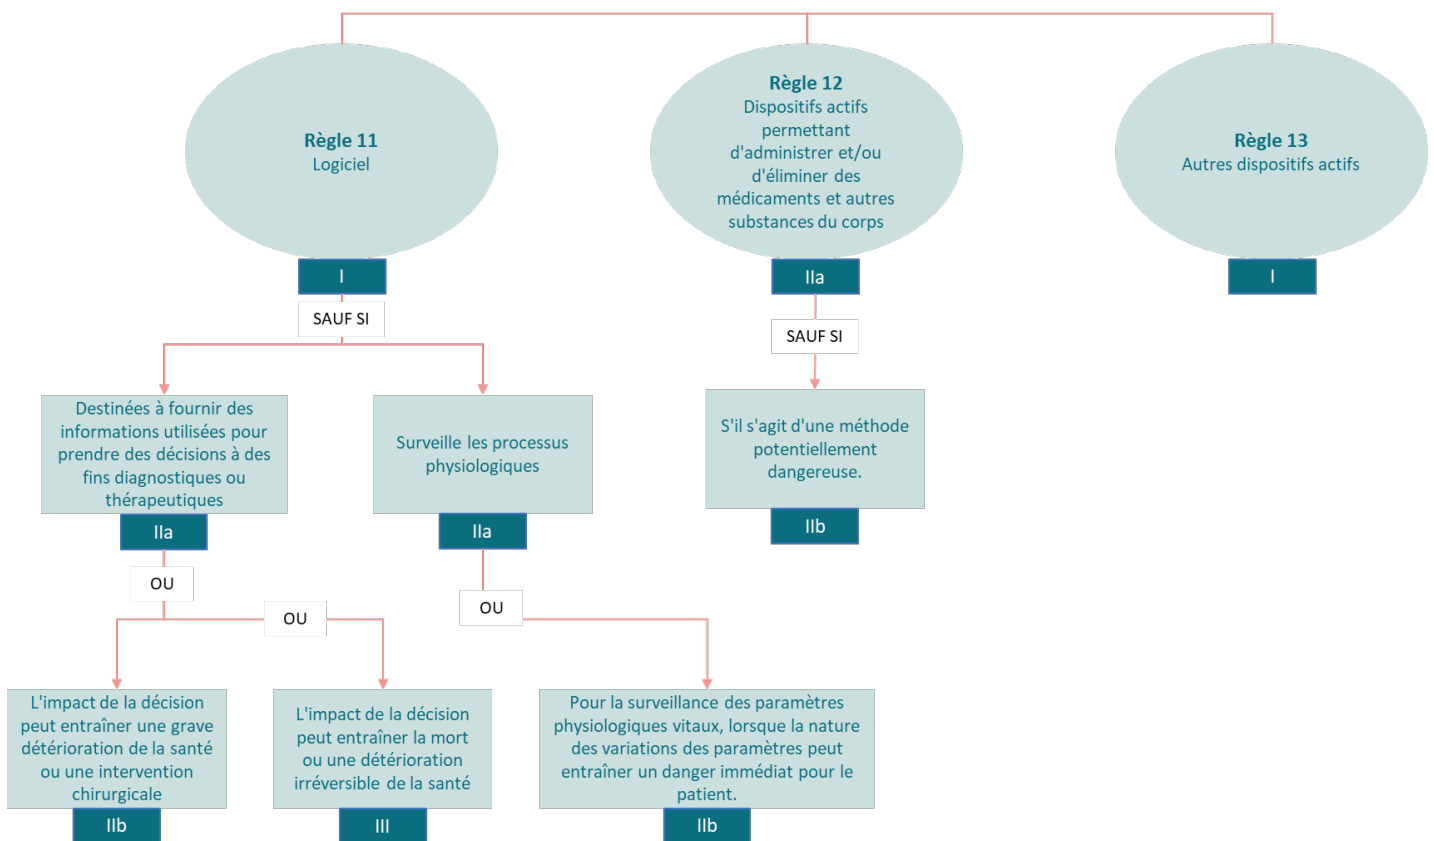 Règle 11
Logiciel
I
SAUF SI
Règle 12
Dispositifs actifs
permettant
d'administrer et/ou
d'éliminer des
médicaments et autres
substances du corps
IIa
SAUF SI
Règle 13
Autres dispositifs actifs
I
Destinées à fournir des
informations utilisées pour
prendre des décisions à des
fins diagnostiques ou
thérapeutiques
IIa
OU
OU
Surveille les processus
physiologiques
IIa
OU
S'il s'agit d'une méthode
potentiellement
dangereuse.
IIb
L'impact de la décision
peut entraîner une grave
détérioration de la santé
ou une intervention
chirurgicale
IIb
L'impact de la décision
peut entraîner la mort
ou une détérioration
irréversible de la santé
III
Pour la surveillance des paramètres
physiologiques vitaux, lorsque la nature
des variations des paramètres peut
entraîner un danger immédiat pour le
patient.
IIb